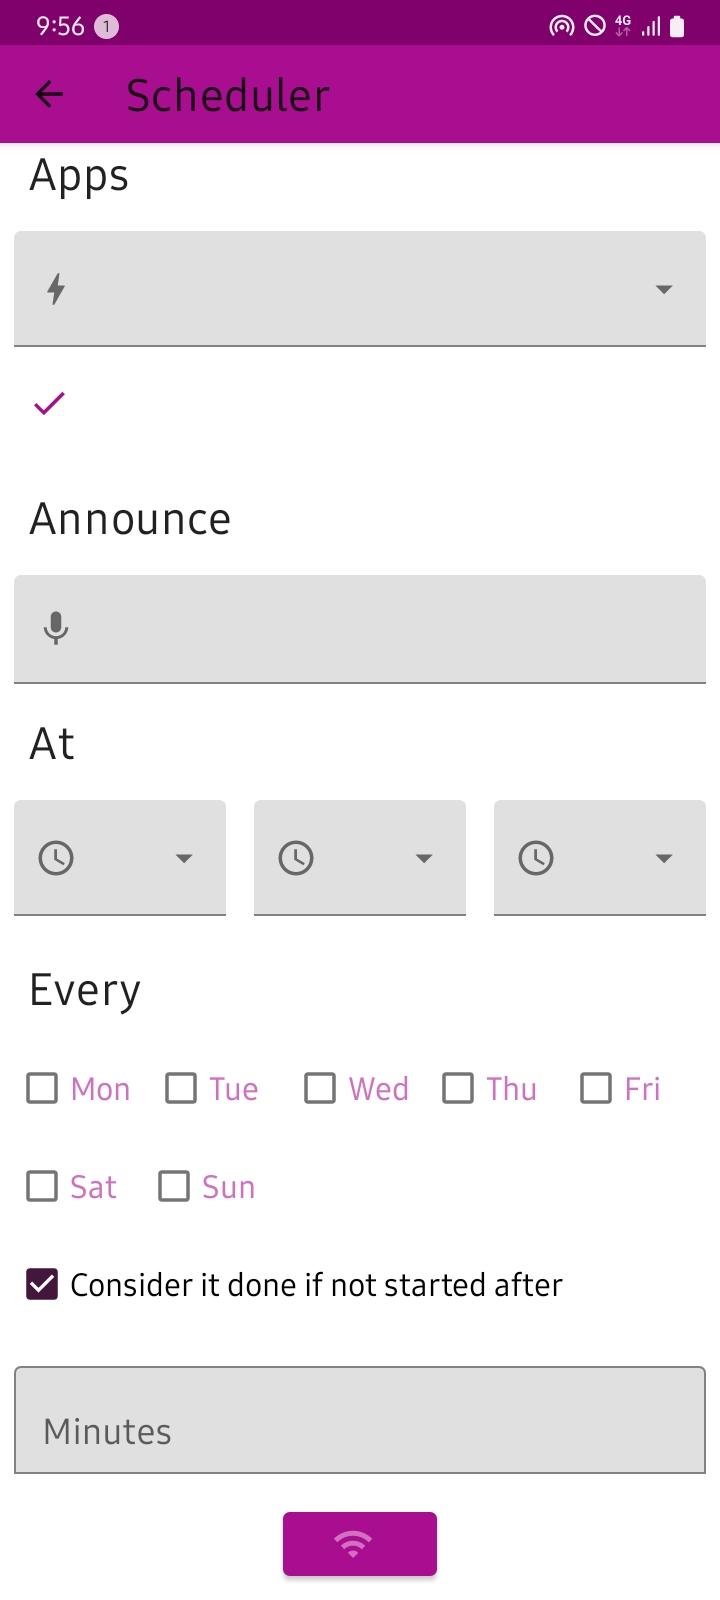 9:56 1 4G
Scheduler
Apps
Announce
At
Every
Mon Tue Wed Thu Fri
Sat Sun
Consider it done if not started after
Minutes